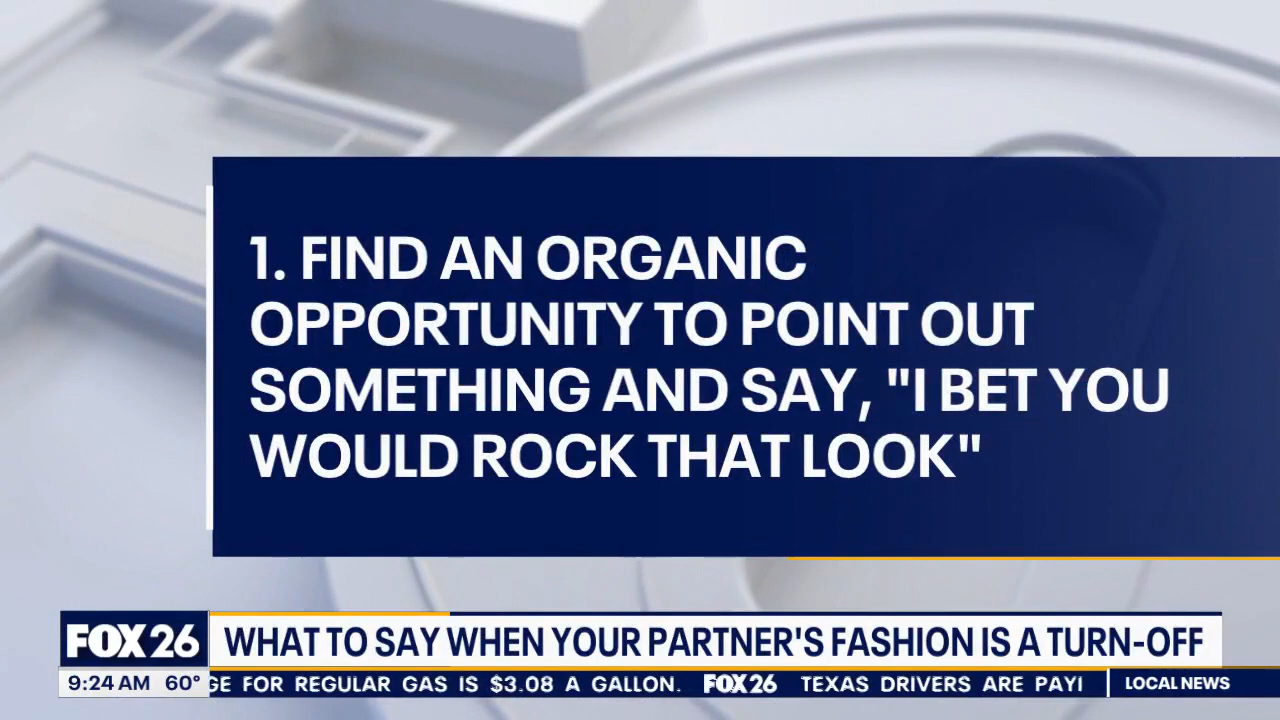 1. FIND AN ORGANIC
OPPORTUNITY TO POINT OUT
SOMETHING AND SAY, "I BET YOU
WOULD ROCK THAT LOOK"
FOX 26
WHAT TO SAY WHEN YOUR PARTNER'S FASHION IS A TURN-OFF
9:24 AM 60° GE FOR REGULAR GAS IS $3.08 A GALLON. FOX 26 TEXAS DRIVERS ARE PAYI LOCAL NEWS